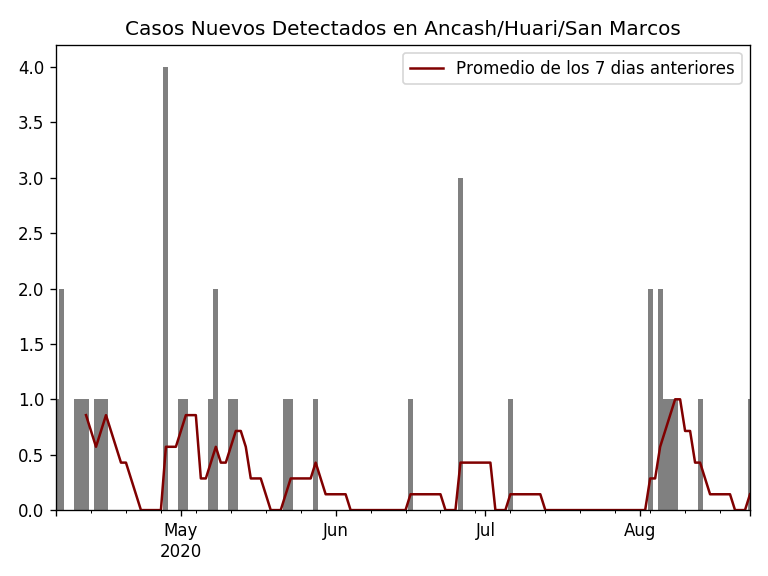 Casos Nuevos Detectados en Ancash/Huari/San Marcos
Promedio de los 7 dias anteriores
4.0
3.5
3.0
2.5
2.0
1.5
1.0
0.5
0.0
May
2020
Jun
Jul
Aug